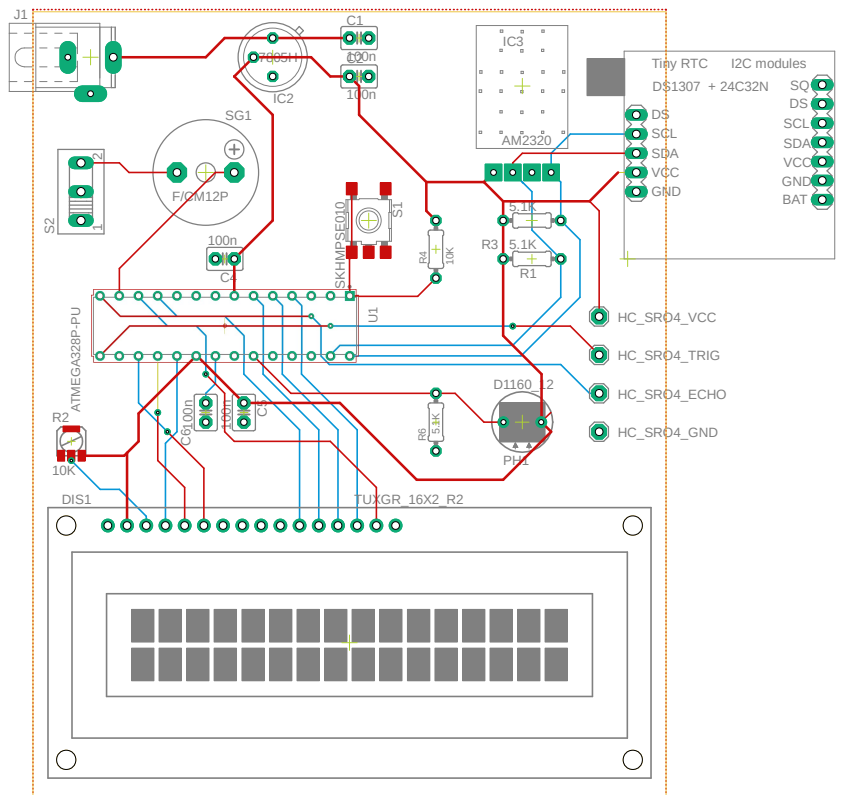 J1
C1
100n
C2
100n
7805H
IC2
IC3
AM2320
Tiny RTC I2C modules
DS1307 + 24C32N
DS
SCL
SDA
VCC
GND
SQ
DS
SCL
SDA
VCC
GND
BAT
SG1
F/CM12P
S2
2
1
SKHMPSE010
S1
100n
C4
R4
10K
5.1K
R3
5.1K
R1
U1
ATMEGA328P-PU
HC_SRO4_VCC
HC_SRO4_TRIG
HC_SRO4_ECHO
HC_SRO4_GND
D1160_12
PH1
R6
5.1K
C6
100n
100n
C5
R2
10K
DIS1
TUXGR_16X2_R2